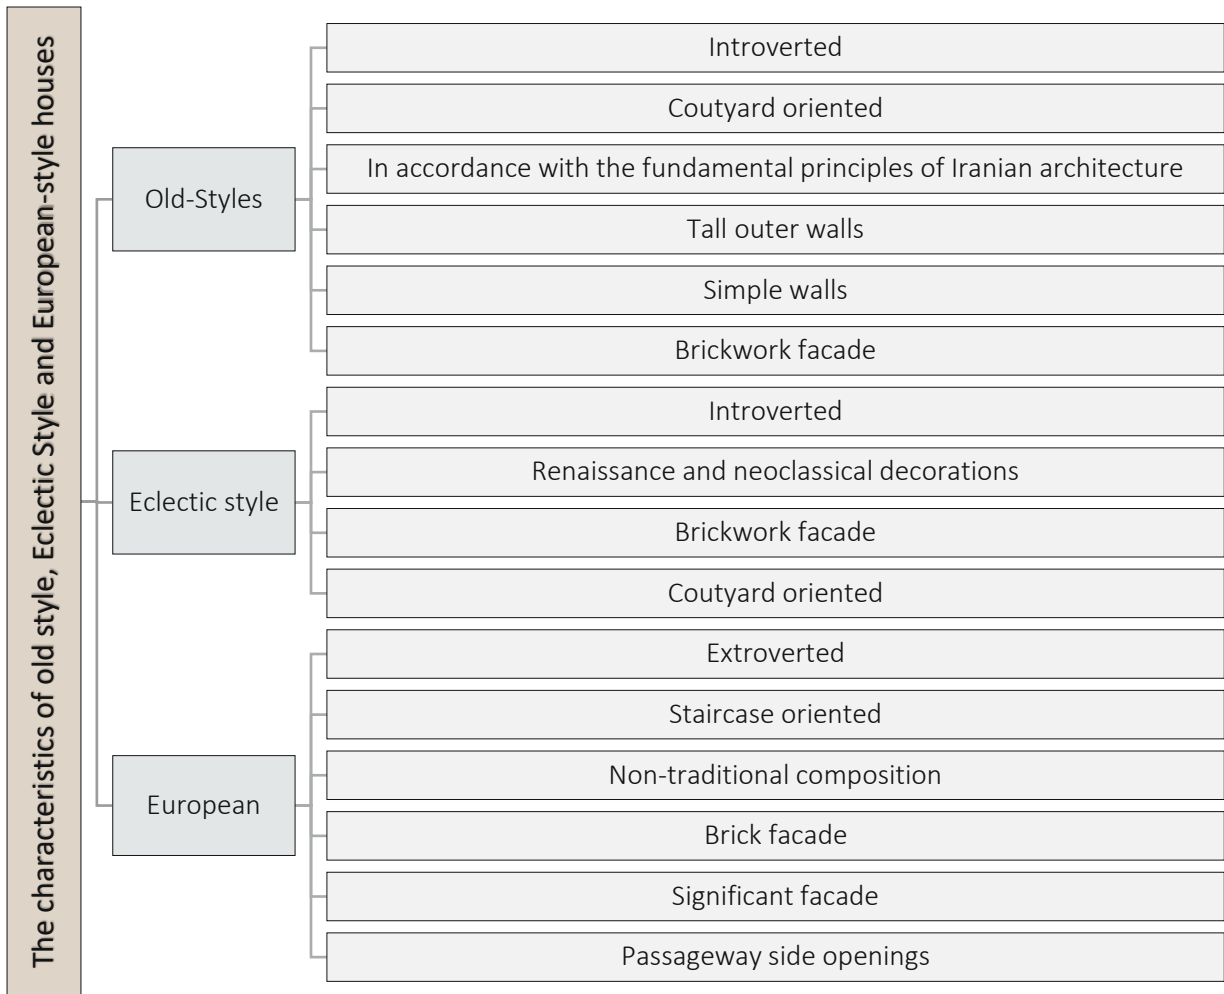 The characteristics of old style, Eclectic Style and European-style houses
Old-Styles
Introverted
Coutyard oriented
In accordance with the fundamental principles of Iranian architecture
Tall outer walls
Simple walls
Brickwork facade
Eclectic style
Introverted
Renaissance and neoclassical decorations
Brickwork facade
Coutyard oriented
European
Extroverted
Staircase oriented
Non-traditional composition
Brick facade
Significant facade
Passageway side openings